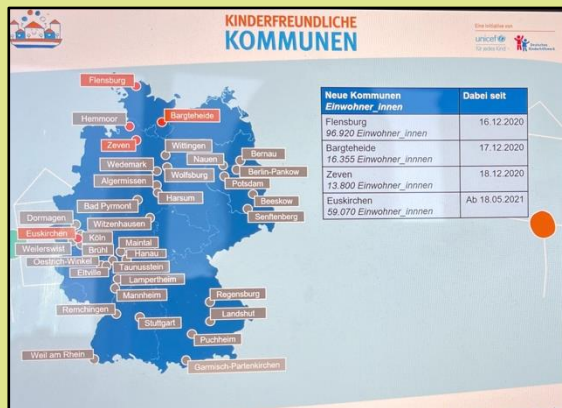 KINDERFREUNDLICHE
KOMMUNEN
Eine Initiative von
unicef
für jedes Kind
Deutsches
Kinderhilfswerk
Flensburg
Hemmoor
Bargteheide
Zeven
Wittingen
Wedemark
Nauen
Bernau
Algermissen
Wolfsburg
Berlin-Pankow
Potsdam
Bad Pyrmont
Harsum
Beeskow
Dormagen
Witzenhausen
Senftenberg
Euskirchen
Köln
Weilerswist
Brühl
Maintal
Oestrich-Winkel
Hanau
Eltville
Taunusstein
Lampertheim
Mannheim
Regensburg
Remchingen
Stuttgart
Landshut
Puchheim
Weil am Rhein
Garmisch-Partenkirchen
Neue Kommunen Dabei seit
Einwohner_innen
Flensburg 16.12.2020
96.920 Einwohner_innen
Bargteheide 17.12.2020
16.355 Einwohner_innen
Zeven 18.12.2020
13.800 Einwohner_innen
Euskirchen Ab 18.05.2021
59.070 Einwohner_innen